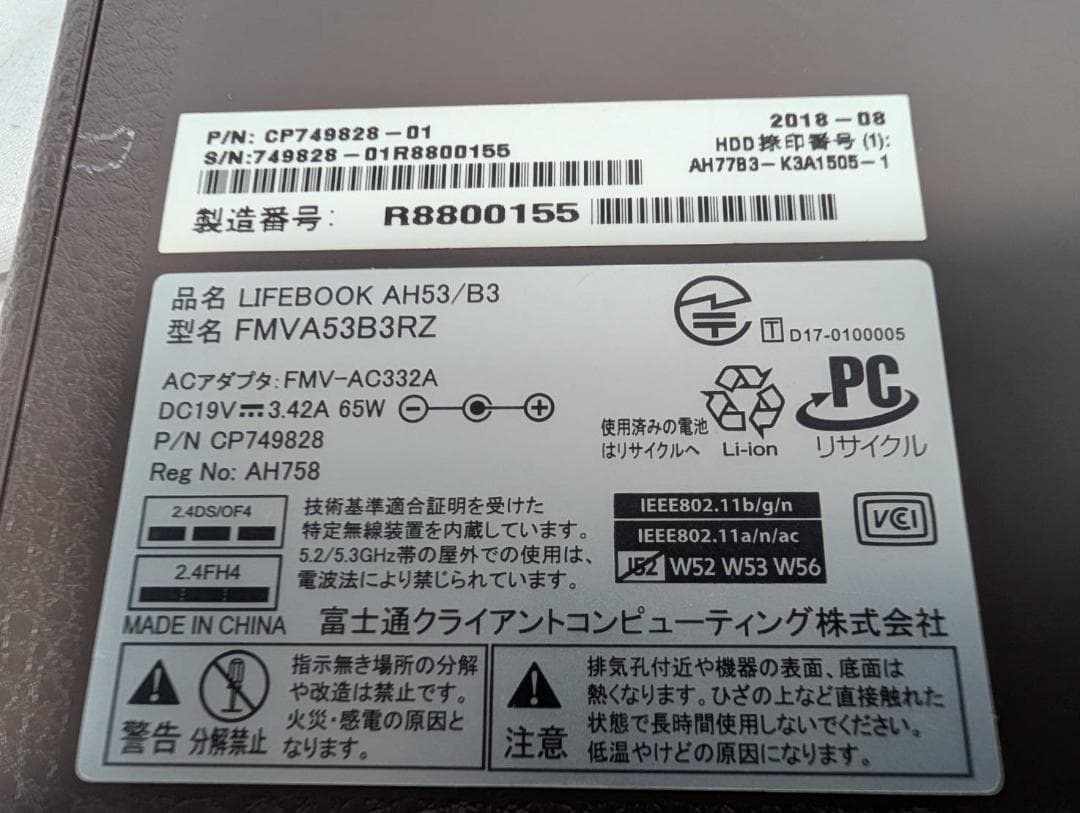 P/N: CP749828-01
S/N:749828-01R8800155
2018-08
HDD捺印番号(1):
AH77B3-K3A1505-1
製造番号: R8800155
品名 LIFEBOOK AH53/B3
型名 FMVA53B3RZ
T D17-0100005
ACアダプタ:FMV-AC332A
DC19V 3.42A 65W
P/N CP749828
Reg No: AH758
使用済みの電池
はリサイクルへ
Li-ion
PC
リサイクル
2.4DS/OF4
2.4FH4
技術基準適合証明を受けた
特定無線装置を内蔵しています。
5.2/5.3GHz帯の屋外での使用は、
電波法により禁じられています。
IEEE802.11b/g/n
IEEE802.11a/n/ac
J52 W52 W53 W56
VCCI
MADE IN CHINA
富士通クライアントコンピューティング株式会社
警告
分解禁止
指示無き場所の分解
や改造は禁止です。
火災・感電の原因と
なります。
注意
排気孔付近や機器の表面、底面は
熱くなります。ひざの上など直接触れた
状態で長時間使用しないでください。
低温やけどの原因になります。